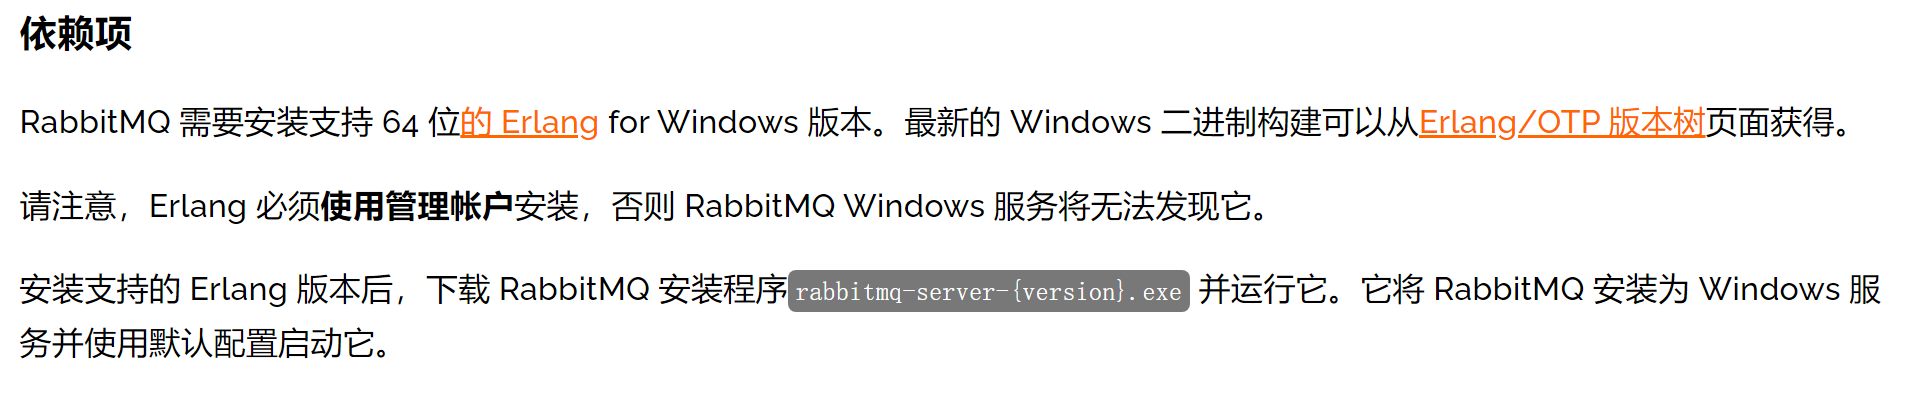 依赖项
RabbitMQ 需要安装支持 64 位的 Erlang for Windows 版本。最新的 Windows 二进制构建可以从Erlang/OTP 版本树页面获得。
请注意，Erlang 必须使用管理帐户安装，否则 RabbitMQ Windows 服务将无法发现它。
安装支持的 Erlang 版本后，下载 RabbitMQ 安装程序rabbitmq-server-{version}.exe 并运行它。它将 RabbitMQ 安装为 Windows 服
务并使用默认配置启动它。